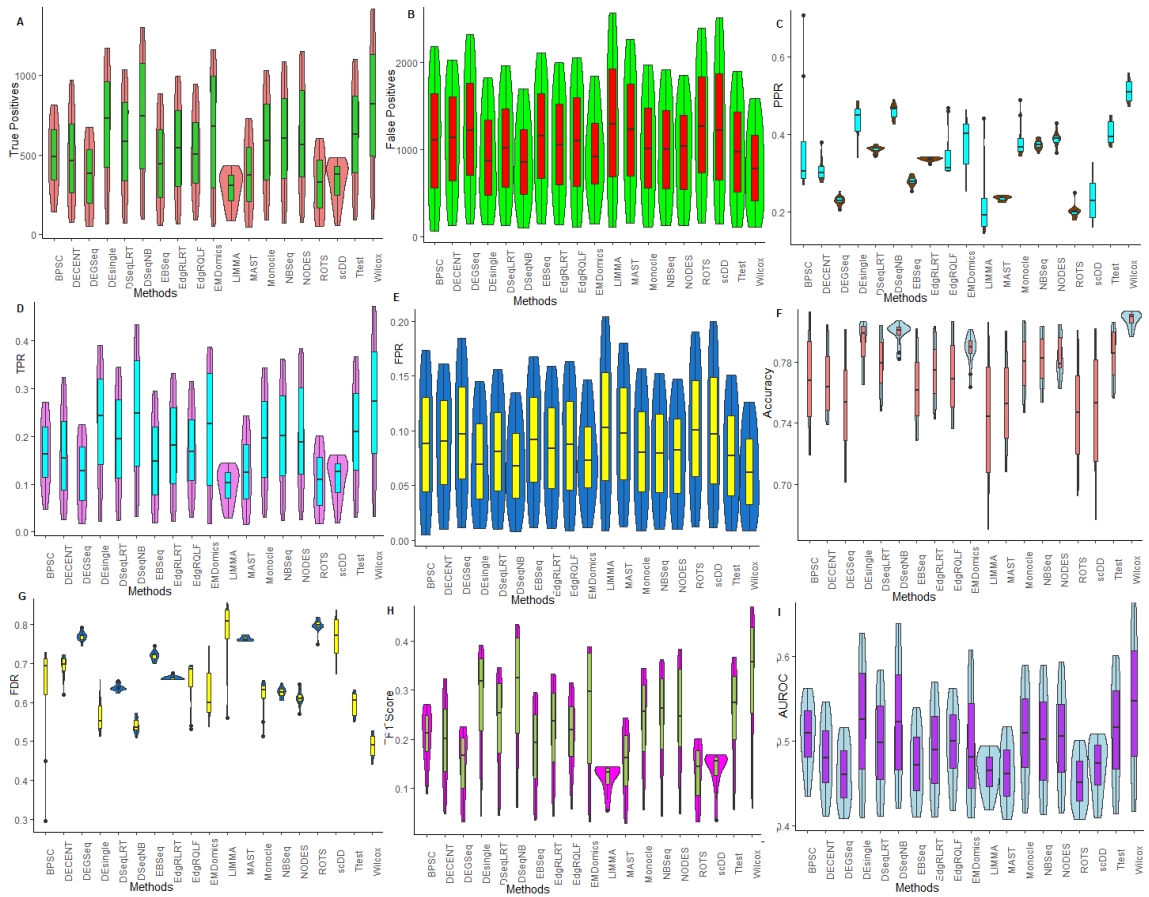 A
True Positives
1000
500
0
BPSC
DECENT
DEGSeq
DEsingle
DSeqLRT
DSeqNB
EBSeq
EdgRLRT
EdgRQLF
EMDomics
LIMMA
MAST
Monocle
NBSeq
NODES
ROTS
scDD
Ttest
Wilcox
Methods
B
False Positives
2000
1000
0
BPSC
DECENT
DEGSeq
DEsingle
DSeqLRT
DSeqNB
EBSeq
EdgRLRT
EdgRQLF
EMDomics
LIMMA
MAST
Monocle
NBSeq
NODES
ROTS
scDD
Ttest
Wilcox
Methods
C
PPR
0.6
0.4
0.2
BPSC
DECENT
DEGSeq
DEsingle
DSeqLRT
DSeqNB
EBSeq
EdgRLRT
EdgRQLF
EMDomics
LIMMA
MAST
Monocle
NBSeq
NODES
ROTS
scDD
Ttest
Wilcox
Methods
D
TPR
0.4
0.3
0.2
0.1
0.0
BPSC
DECENT
DEGSeq
DEsingle
DSeqLRT
DSeqNB
EBSeq
EdgRLRT
EdgRQLF
EMDomics
LIMMA
MAST
Monocle
NBSeq
NODES
ROTS
scDD
Ttest
Wilcox
Methods
E
FPR
0.20
0.15
0.10
0.05
0.00
BPSC
DECENT
DEGSeq
DEsingle
DSeqLRT
DSeqNB
EBSeq
EdgRLRT
EdgRQLF
EMDomics
LIMMA
MAST
Monocle
NBSeq
NODES
ROTS
scDD
Ttest
Wilcox
Methods
F
Accuracy
0.78
0.74
0.70
BPSC
DECENT
DEGSeq
DEsingle
DSeqLRT
DSeqNB
EBSeq
EdgRLRT
EdgRQLF
EMDomics
LIMMA
MAST
Monocle
NBSeq
NODES
ROTS
scDD
Ttest
Wilcox
Methods
G
FDR
0.8
0.7
0.6
0.5
0.4
0.3
BPSC
DECENT
DEGSeq
DEsingle
DSeqLRT
DSeqNB
EBSeq
EdgRLRT
EdgRQLF
EMDomics
LIMMA
MAST
Monocle
NBSeq
NODES
ROTS
scDD
Ttest
Wilcox
Methods
H
F1 Score
0.4
0.3
0.2
0.1
BPSC
DECENT
DEGSeq
DEsingle
DSeqLRT
DSeqNB
EBSeq
EdgRLRT
EdgRQLF
EMDomics
LIMMA
MAST
Monocle
NBSeq
NODES
ROTS
scDD
Ttest
Wilcox
Methods
I
AUROC
0.6
0.5
0.4
BPSC
DECENT
DEGSeq
DEsingle
DSeqLRT
DSeqNB
EBSeq
EdgRLRT
EdgRQLF
EMDomics
LIMMA
MAST
Monocle
NBSeq
NODES
ROTS
scDD
Ttest
Wilcox
Methods